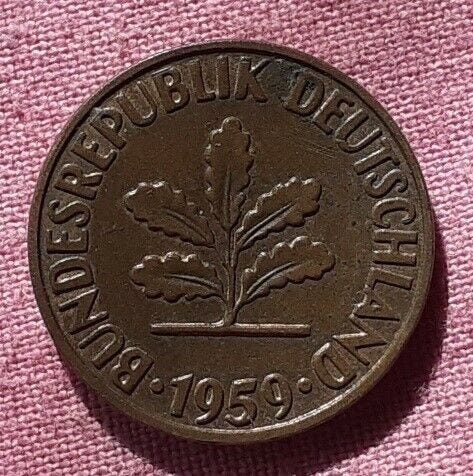 BUNDESREPUBLIK DEUTSCHLAND
· 1959 ·